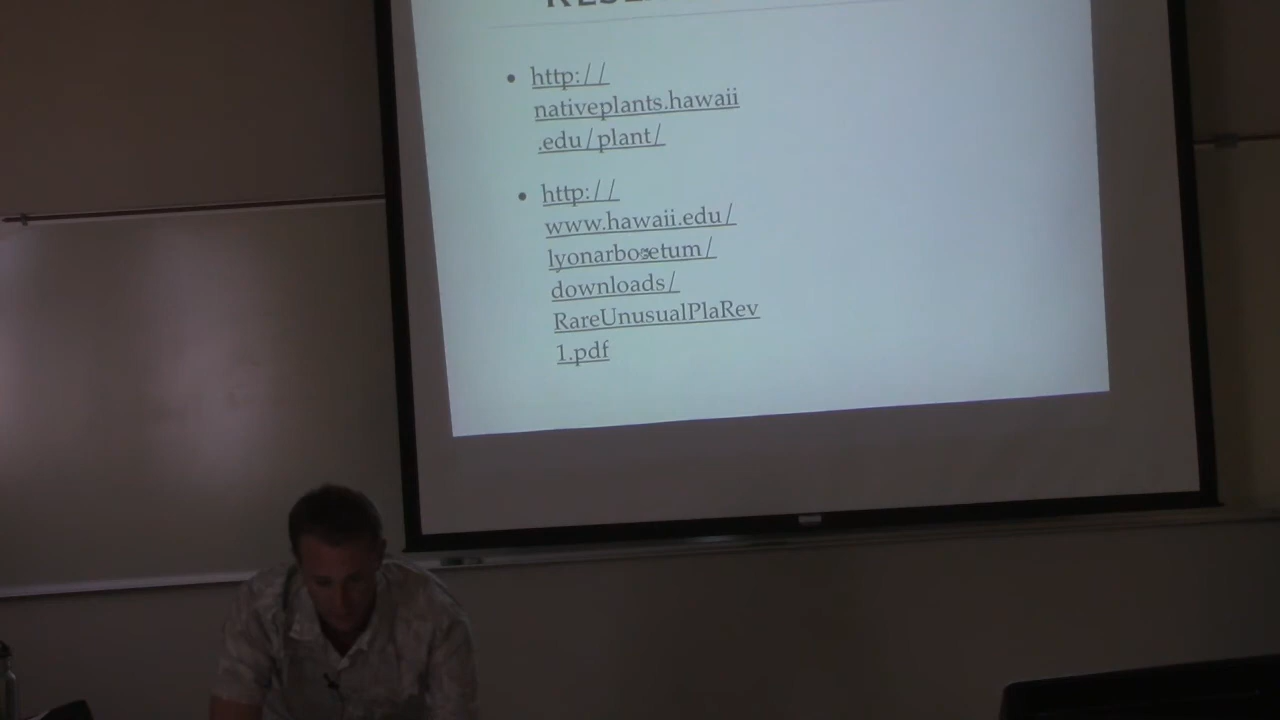 http://
nativeplants.hawaii
.edu/plant/
http://
www.hawaii.edu/
lyonarboretum/
downloads/
RareUnusualPlaRev
1.pdf